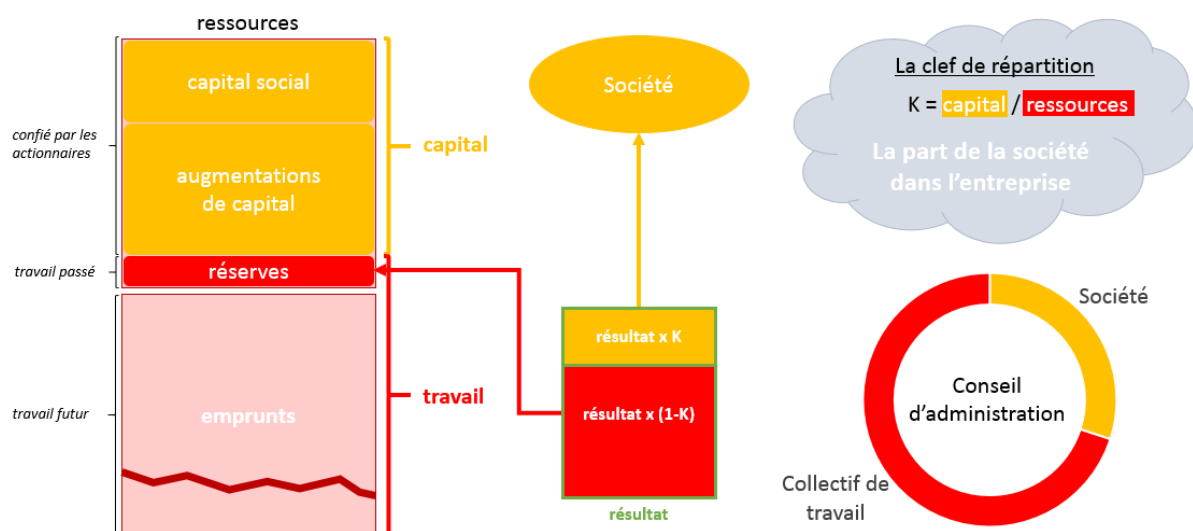 ressources
capital social
confié par les
actionnaires
augmentations
de capital
capital
travail passé
réserves
travail futur
emprunts
travail
Société
résultat x K
résultat x (1-K)
résultat
La clef de répartition
K = capital / ressources
La part de la société
dans l'entreprise
Société
Conseil
d'administration
Collectif de
travail